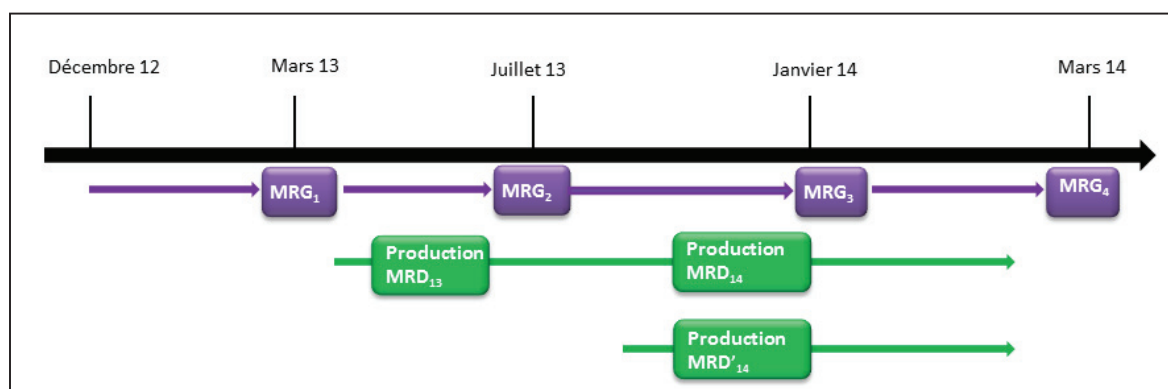 Décembre 12
Mars 13
Juillet 13
Janvier 14
Mars 14
MRG₁
MRG₂
MRG₃
MRG₄
Production
MRD₁₃
Production
MRD₁₄
Production
MRD'₁₄